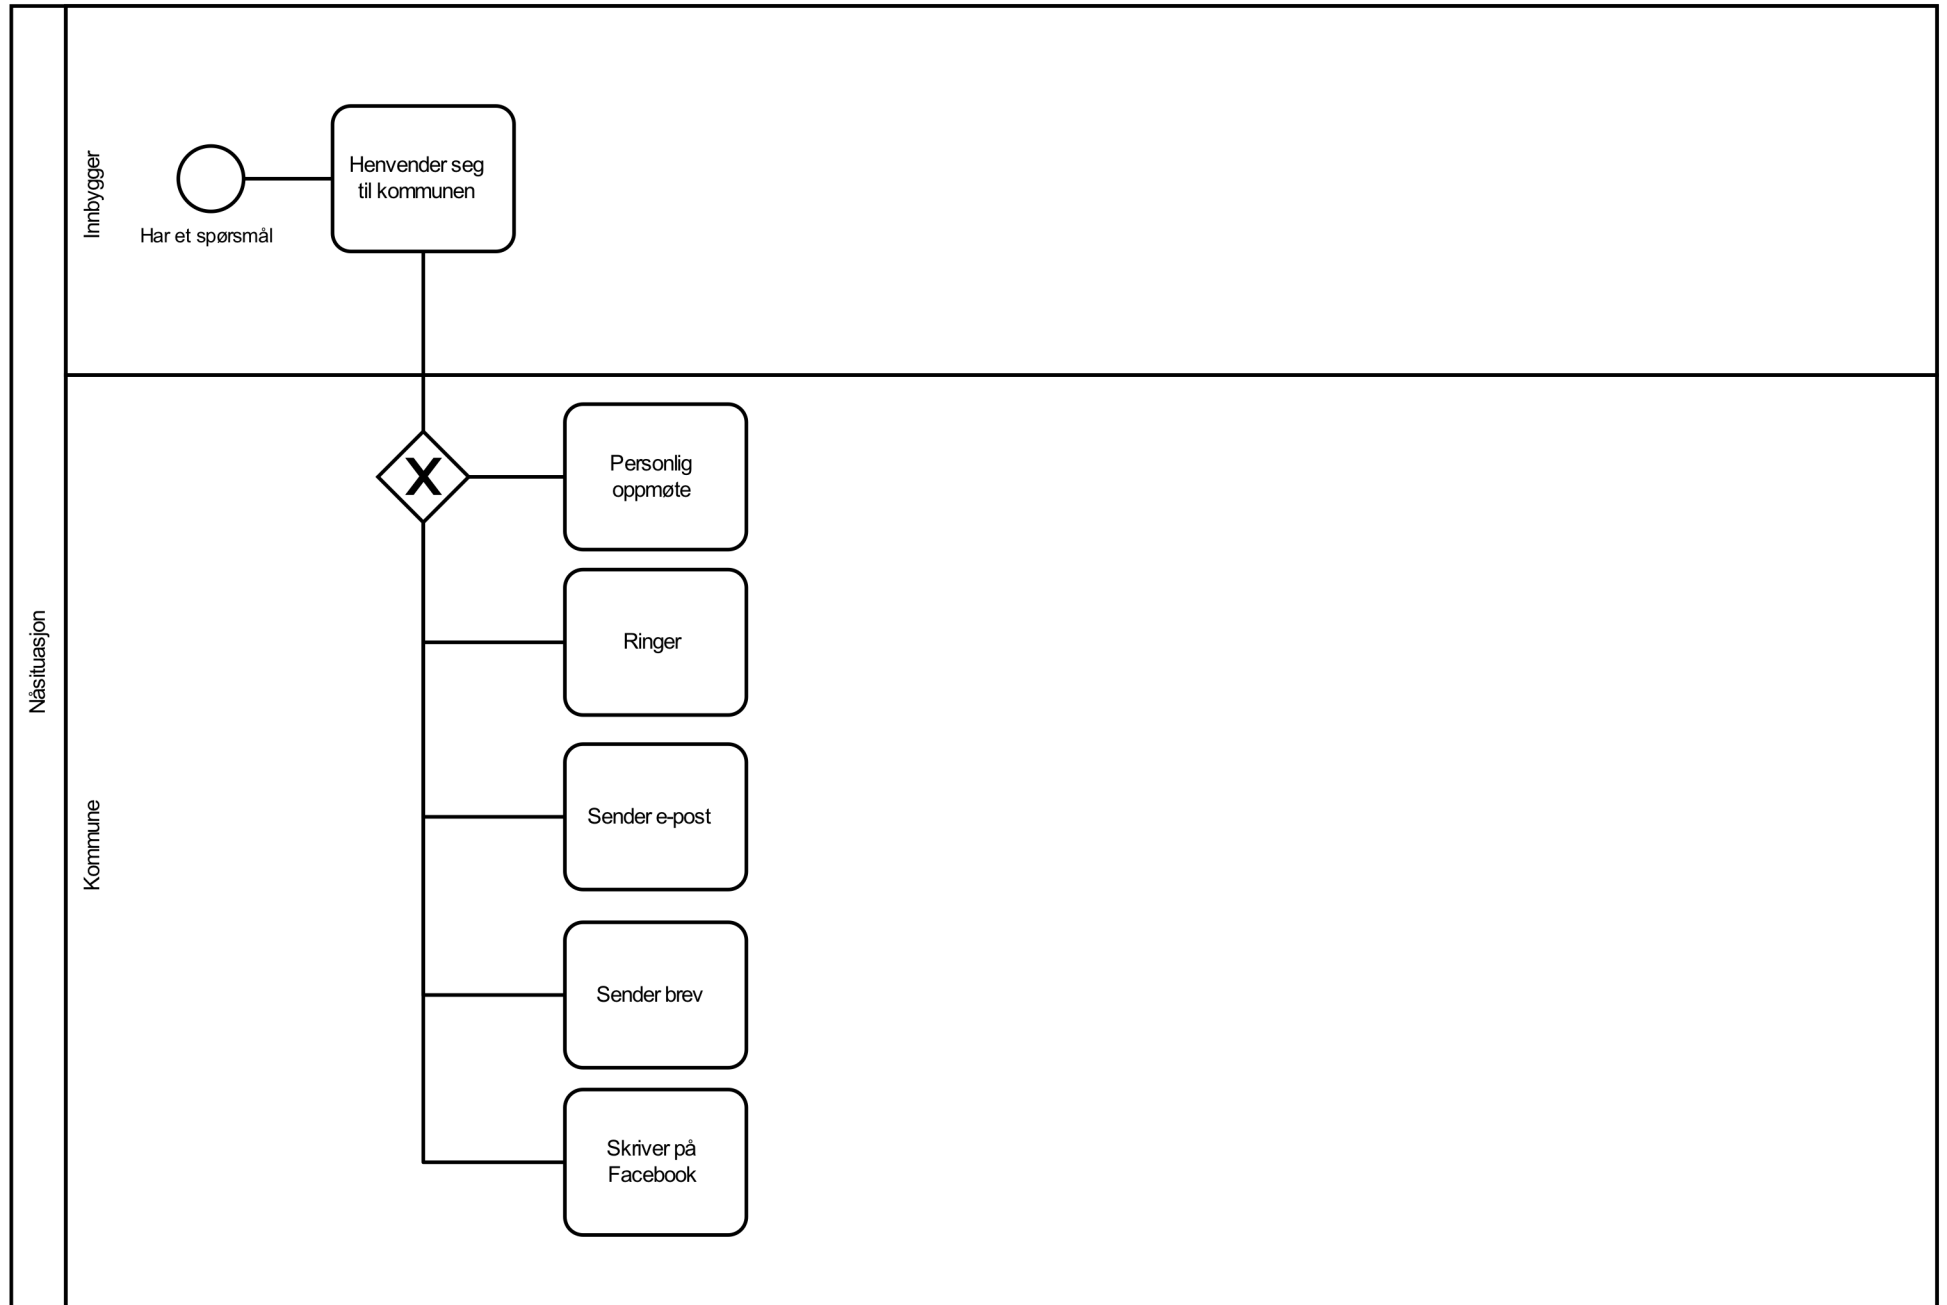 Nåsituasjon
Innbygger
Har et spørsmål
Henvender seg
til kommunen
Kommune
X
Personlig
oppmøte
Ringer
Sender e-post
Sender brev
Skriver på
Facebook